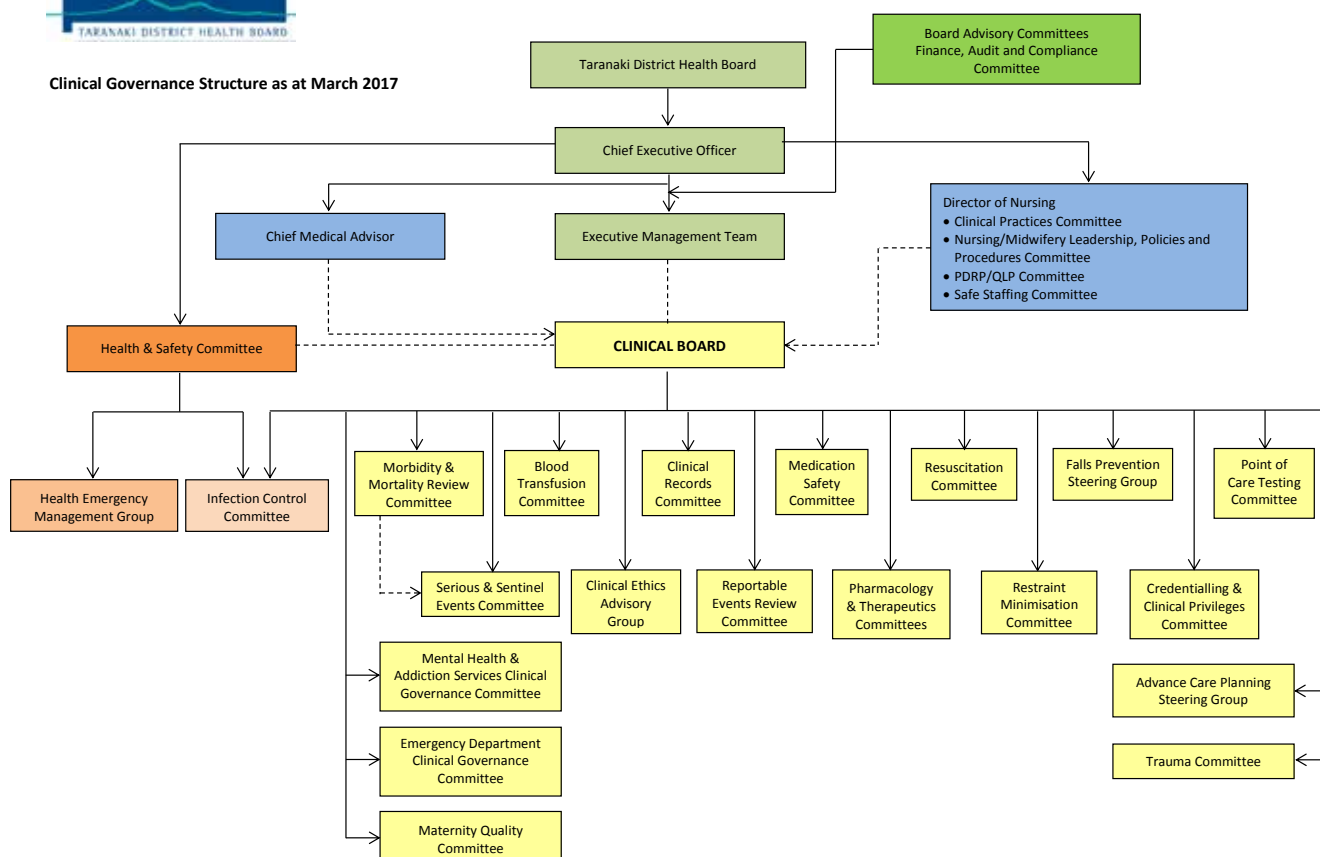 TARANAKI DISTRICT HEALTH BOARD
Clinical Governance Structure as at March 2017
Taranaki District Health Board
Board Advisory Committees
Finance, Audit and Compliance
Committee
Chief Executive Officer
Chief Medical Advisor
Executive Management Team
Director of Nursing
• Clinical Practices Committee
• Nursing/Midwifery Leadership, Policies and
Procedures Committee
• PDRP/QLP Committee
• Safe Staffing Committee
Health & Safety Committee
CLINICAL BOARD
Health Emergency
Management Group
Infection Control
Committee
Morbidity &
Mortality Review
Committee
Blood
Transfusion
Committee
Clinical
Records
Committee
Medication
Safety
Committee
Resuscitation
Committee
Falls Prevention
Steering Group
Point of
Care Testing
Committee
Serious & Sentinel
Events Committee
Clinical Ethics
Advisory
Group
Reportable
Events Review
Committee
Pharmacology
& Therapeutics
Committees
Restraint
Minimisation
Committee
Credentialling &
Clinical Privileges
Committee
Mental Health &
Addiction Services Clinical
Governance Committee
Advance Care Planning
Steering Group
Emergency Department
Clinical Governance
Committee
Trauma Committee
Maternity Quality
Committee